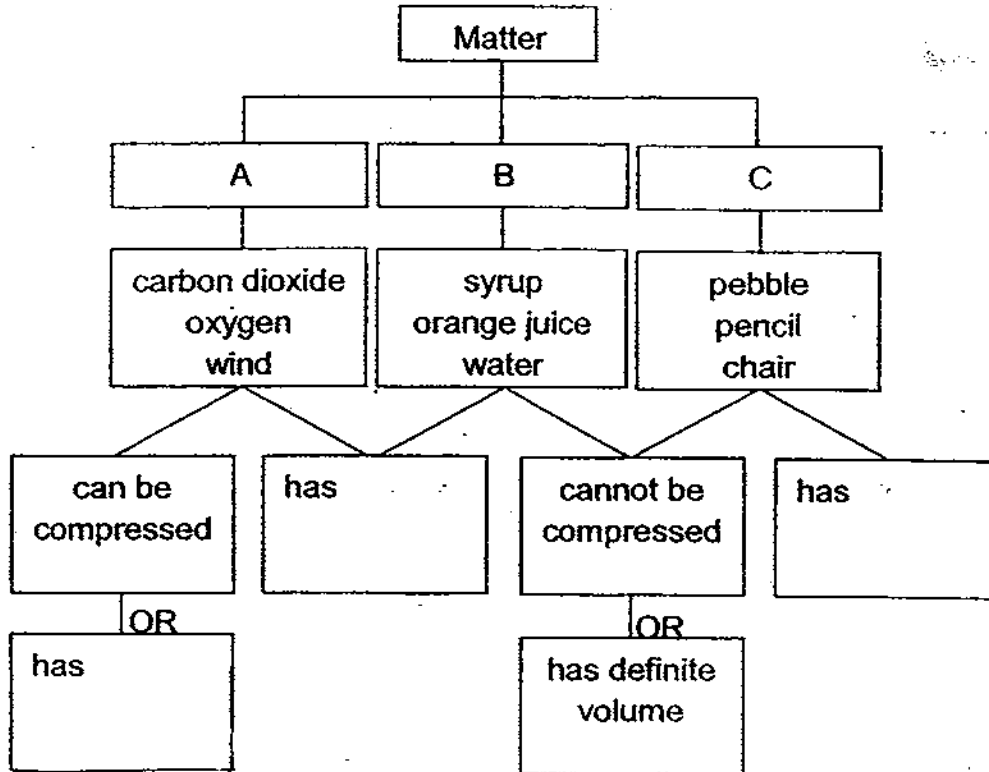 Matter
A
B
C
carbon dioxide
oxygen
wind
syrup
orange juice
water
pebble
pencil
chair
can be
compressed
has
cannot be
compressed
has
OR
OR
has
has definite
volume